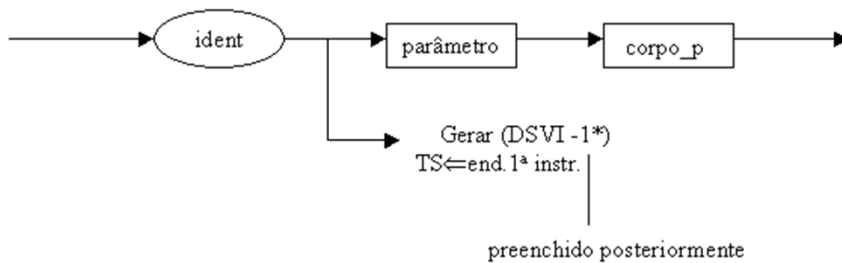 ident
parâmetro
corpo_p
Gerar (DSVI -1*)
TS⇐end.1ª instr.
preenchido posteriormente